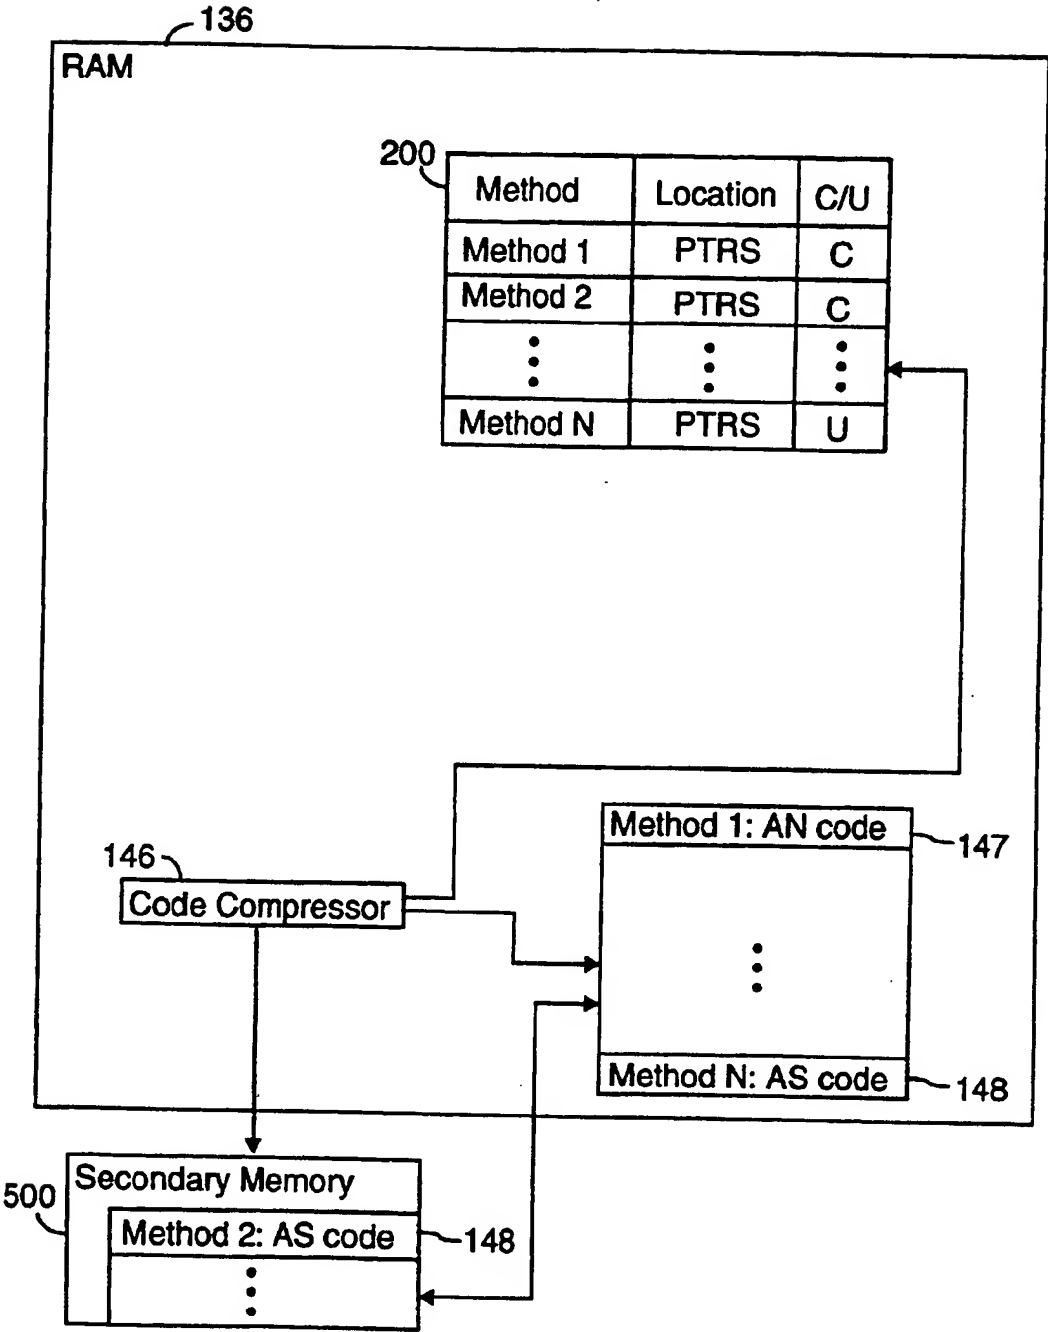 136
RAM
200
Method Location C/U
Method 1 PTRS C
Method 2 PTRS C
Method N PTRS U
Method 1: AN code
147
146
Code Compressor
Method N: AS code
148
Secondary Memory
500
Method 2: AS code
148